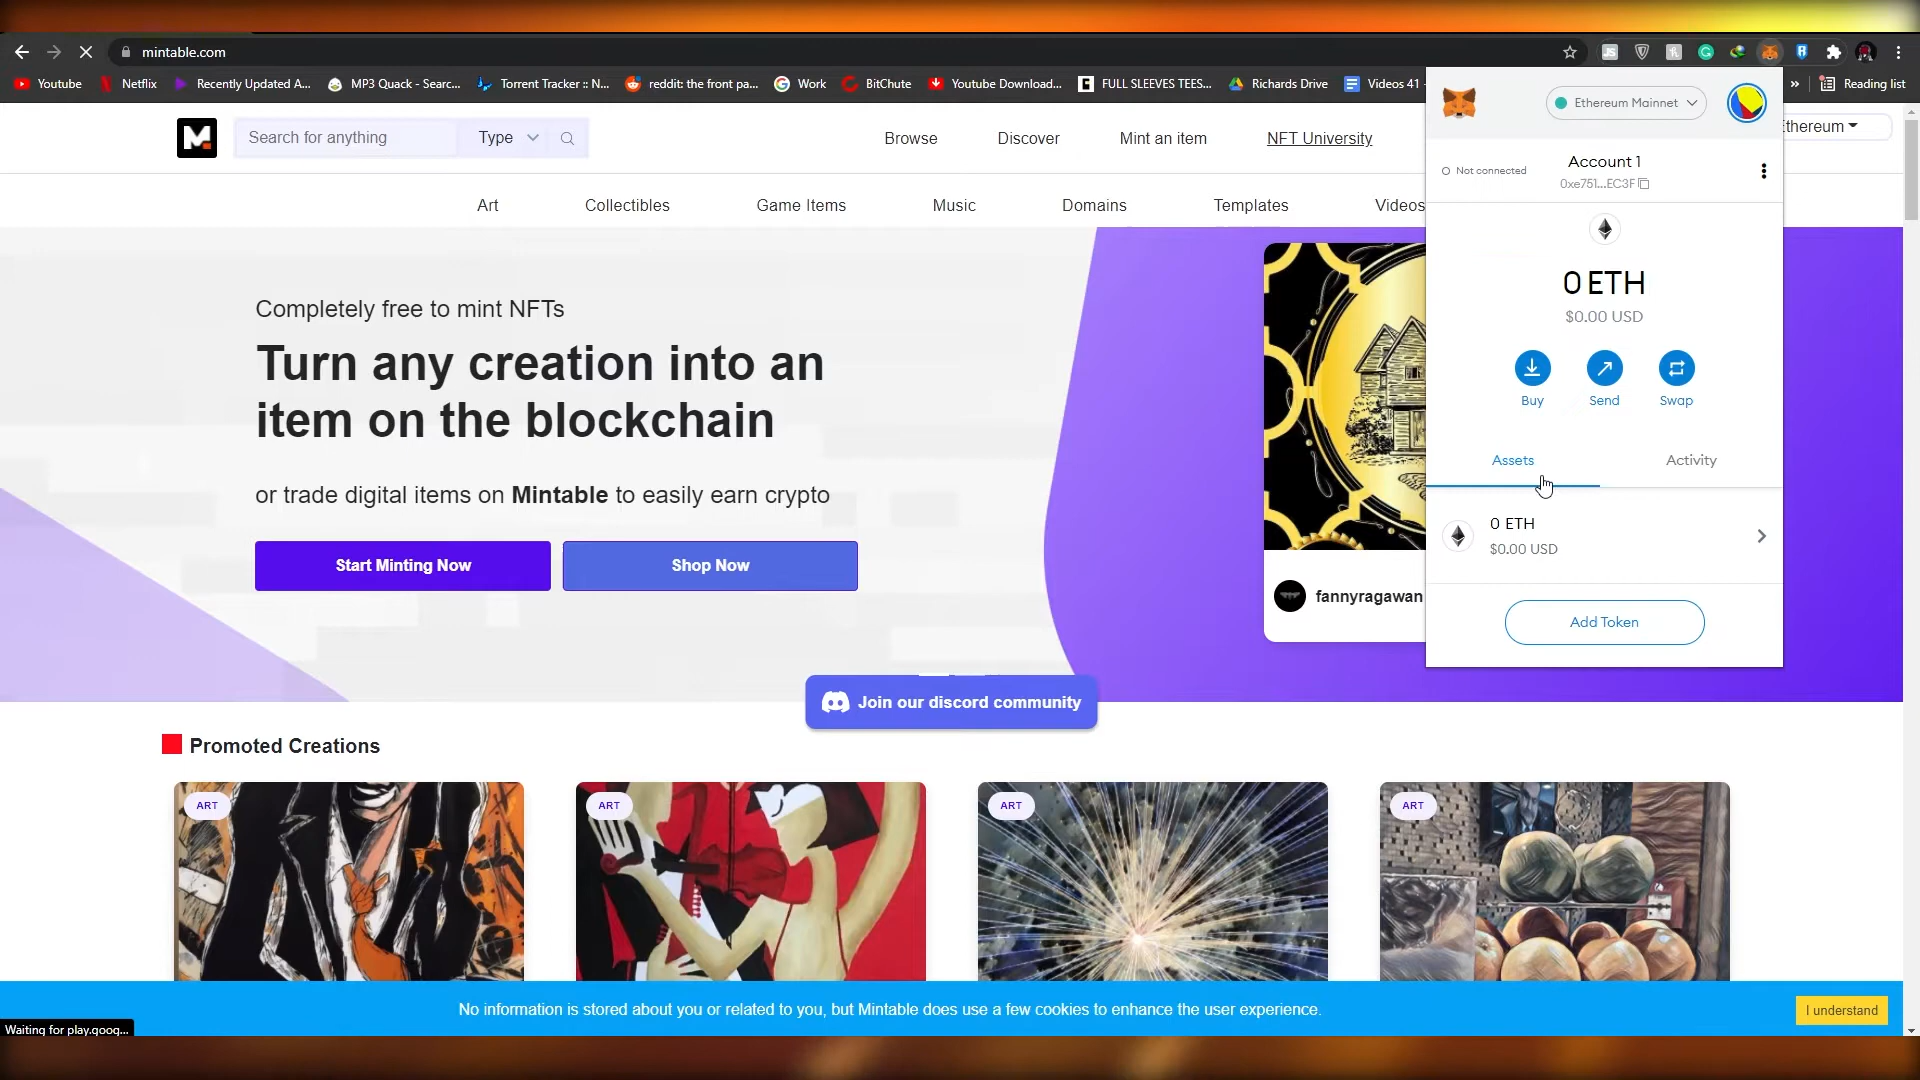 mintable.com
Youtube
Netflix
Recently Updated A...
MP3 Quack - Searc...
Torrent Tracker :: N...
reddit: the front pa...
Work
BitChute
Youtube Download...
FULL SLEEVES TEES...
Richards Drive
Videos 41
»
Reading list
M
Search for anything
Type
Browse
Discover
Mint an item
NFT University
Ethereum
Art
Collectibles
Game Items
Music
Domains
Templates
Videos
Completely free to mint NFTs
Turn any creation into an
item on the blockchain
or trade digital items on Mintable to easily earn crypto
Start Minting Now
Shop Now
fannyragawan
Ethereum Mainnet
Not connected
Account 1
0xe751...EC3F
0 ETH
$0.00 USD
Buy
Send
Swap
Assets
Activity
0 ETH
$0.00 USD
Add Token
Join our discord community
Promoted Creations
ART
ART
ART
ART
No information is stored about you or related to you, but Mintable does use a few cookies to enhance the user experience.
I understand
Waiting for play.goog...